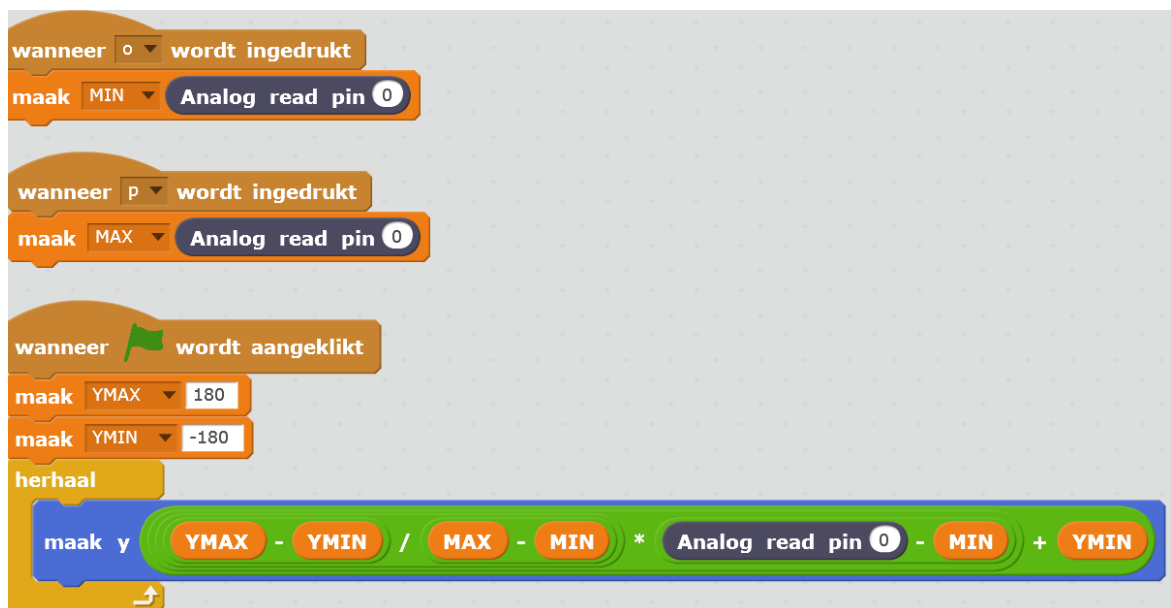 wanneer o wordt ingedrukt
maak MIN Analog read pin 0
wanneer p wordt ingedrukt
maak MAX Analog read pin 0
wanneer wordt aangeklikt
maak YMAX 180
maak YMIN -180
herhaal
maak y YMAX - YMIN / MAX - MIN * Analog read pin 0 - MIN + YMIN